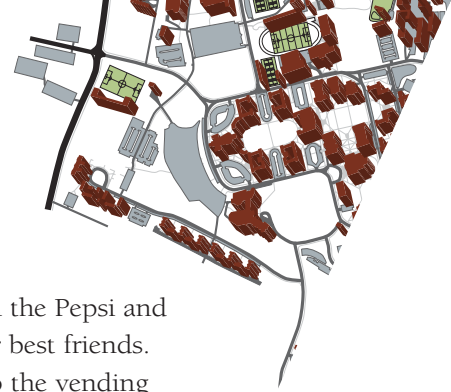 the Pepsi and
best friends.
the vending